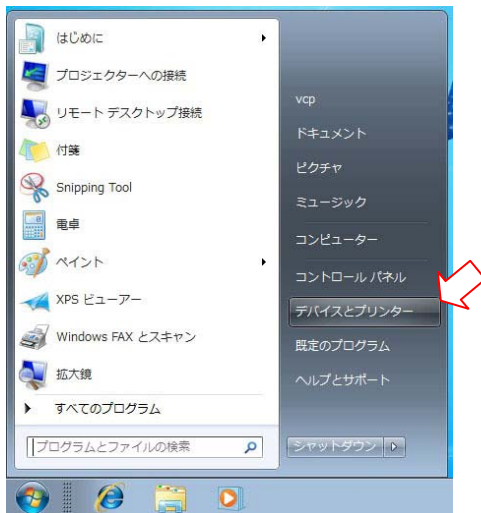 はじめに
プロジェクターへの接続
リモート デスクトップ接続
付箋
Snipping Tool
電卓
ペイント
XPS ビューアー
Windows FAX とスキャン
拡大鏡
すべてのプログラム
プログラムとファイルの検索
vcp
ドキュメント
ピクチャ
ミュージック
コンピューター
コントロール パネル
デバイスとプリンター
既定のプログラム
ヘルプとサポート
シャットダウン